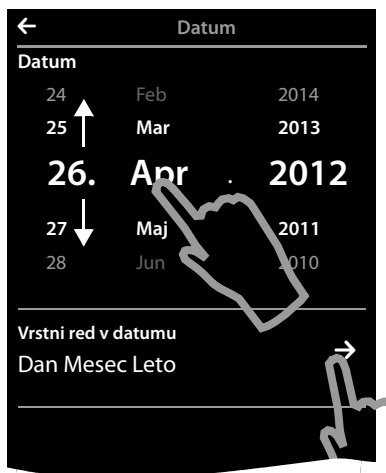 Datum
Datum
24 Feb 2014
25 Mar 2013
26. Apr . 2012
27 Maj 2011
28 Jun 2010
Vrstni red v datumu
Dan Mesec Leto